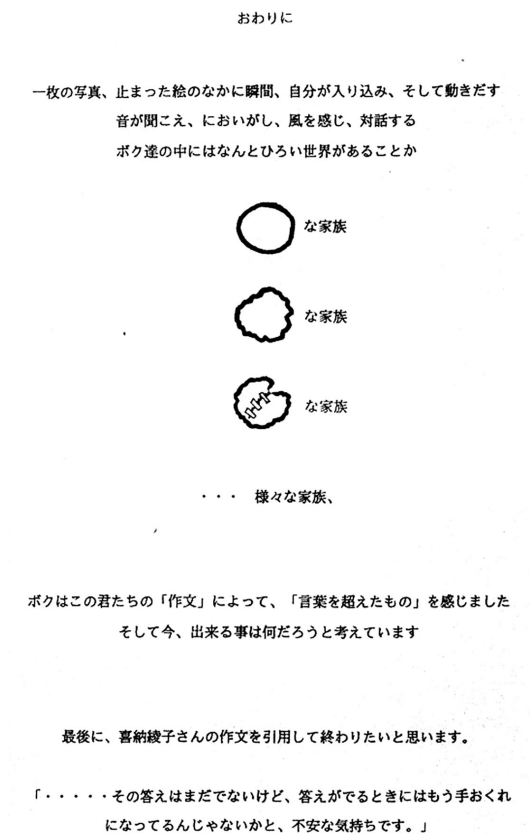 おわりに
一枚の写真、止まった絵のなかに瞬間、自分が入り込み、そして動きだす
音が聞こえ、においがし、風を感じ、対話する
ボク達の中にはなんとひろい世界があることか
な家族
な家族
な家族
・・・　様々な家族、
ボクはこの君たちの「作文」によって、「言葉を超えたもの」を感じました
そして今、出来る事は何だろうと考えています
最後に、喜納綾子さんの作文を引用して終わりたいと思います。
「・・・・・その答えはまだでないけど、答えがでるときにはもう手おくれ
になってるんじゃないかと、不安な気持ちです。」